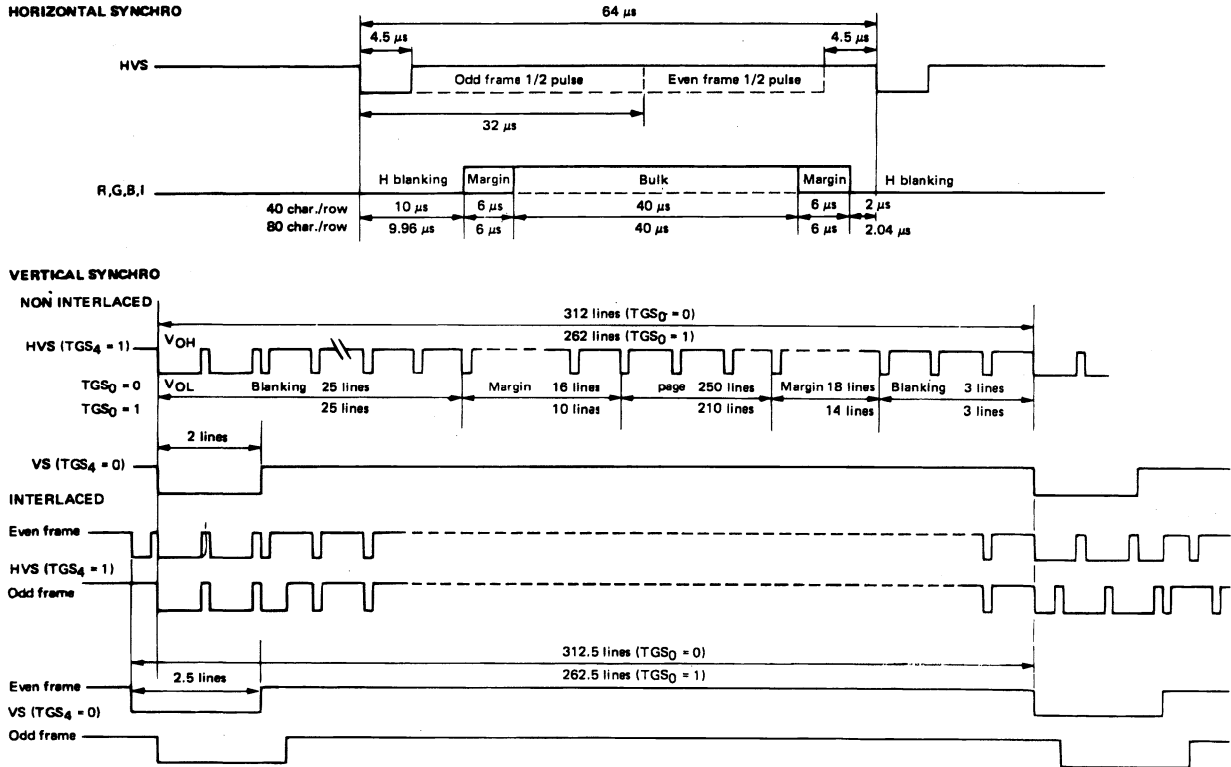 HORIZONTAL SYNCHRO
64 µs
4.5 µs
4.5 µs
HVS
Odd frame 1/2 pulse
Even frame 1/2 pulse
32 µs
R,G,B,I
H blanking
Margin
Bulk
Margin
H blanking
40 char./row
10 µs
6 µs
40 µs
6 µs
2 µs
80 char./row
9.96 µs
6 µs
40 µs
6 µs
2.04 µs
VERTICAL SYNCHRO
NON INTERLACED
312 lines (TGS0 = 0)
262 lines (TGS0 = 1)
HVS (TGS4 = 1)
VOH
VOL
TGS0 = 0
Blanking 25 lines
Margin 16 lines
page 250 lines
Margin 18 lines
Blanking 3 lines
TGS0 = 1
25 lines
10 linas
210 lines
14 lines
3 lines
2 lines
VS (TGS4 = 0)
INTERLACED
Even frame
HVS (TGS4 = 1)
Odd frame
312.5 lines (TGS0 = 0)
262.5 lines (TGS0 = 1)
2.5 lines
Even frame
VS (TGS4 = 0)
Odd frame